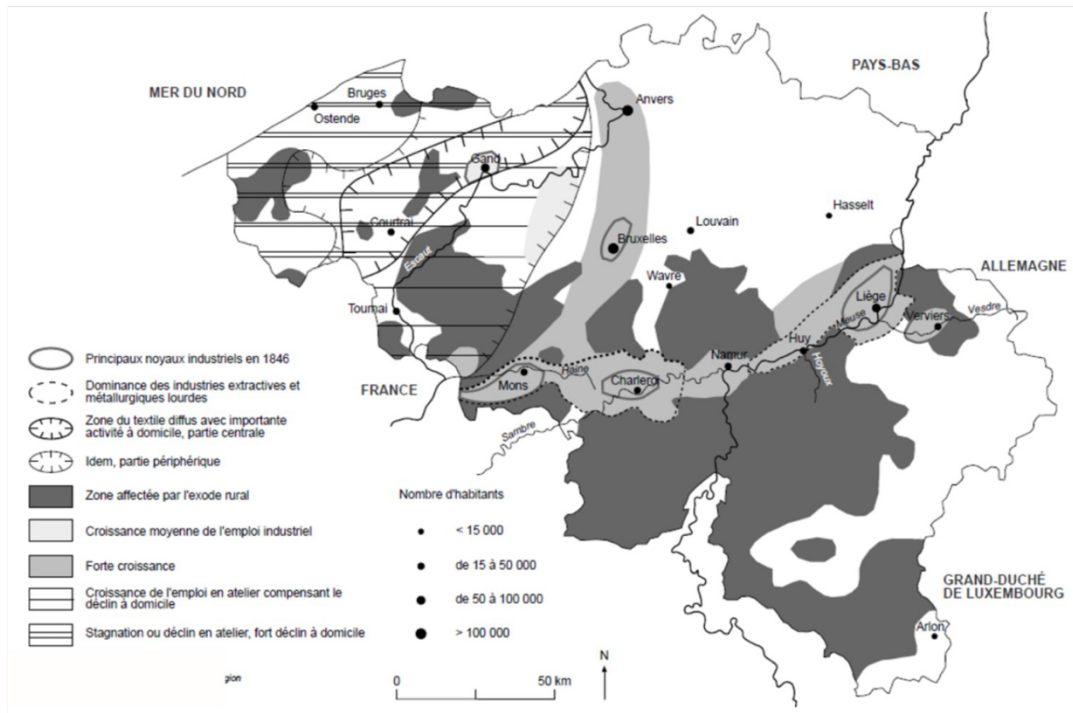 PAYS-BAS
MER DU NORD
Bruges
Ostende
Anvers
Gand
Hasselt
Courtrai
Louvain
Bruxelles
Escaut
ALLEMAGNE
Wavre
Liège
Vesdre
Tournai
Meuse
Verviers
Huy
Namur
Hoyoux
Haine
Mons
Charleroi
FRANCE
Sambre
Principaux noyaux industriels en 1846
Dominance des industries extractives et
métallurgiques lourdes
Zone du textile diffus avec importante
activité à domicile, partie centrale
Idem, partie périphérique
Zone affectée par l'exode rural
Croissance moyenne de l'emploi industriel
Forte croissance
Croissance de l'emploi en atelier compensant le
déclin à domicile
Stagnation ou déclin en atelier, fort déclin à domicile
Nombre d'habitants
< 15 000
de 15 à 50 000
de 50 à 100 000
> 100 000
GRAND-DUCHÉ
DE LUXEMBOURG
Arlon
gion
0
50 km
N